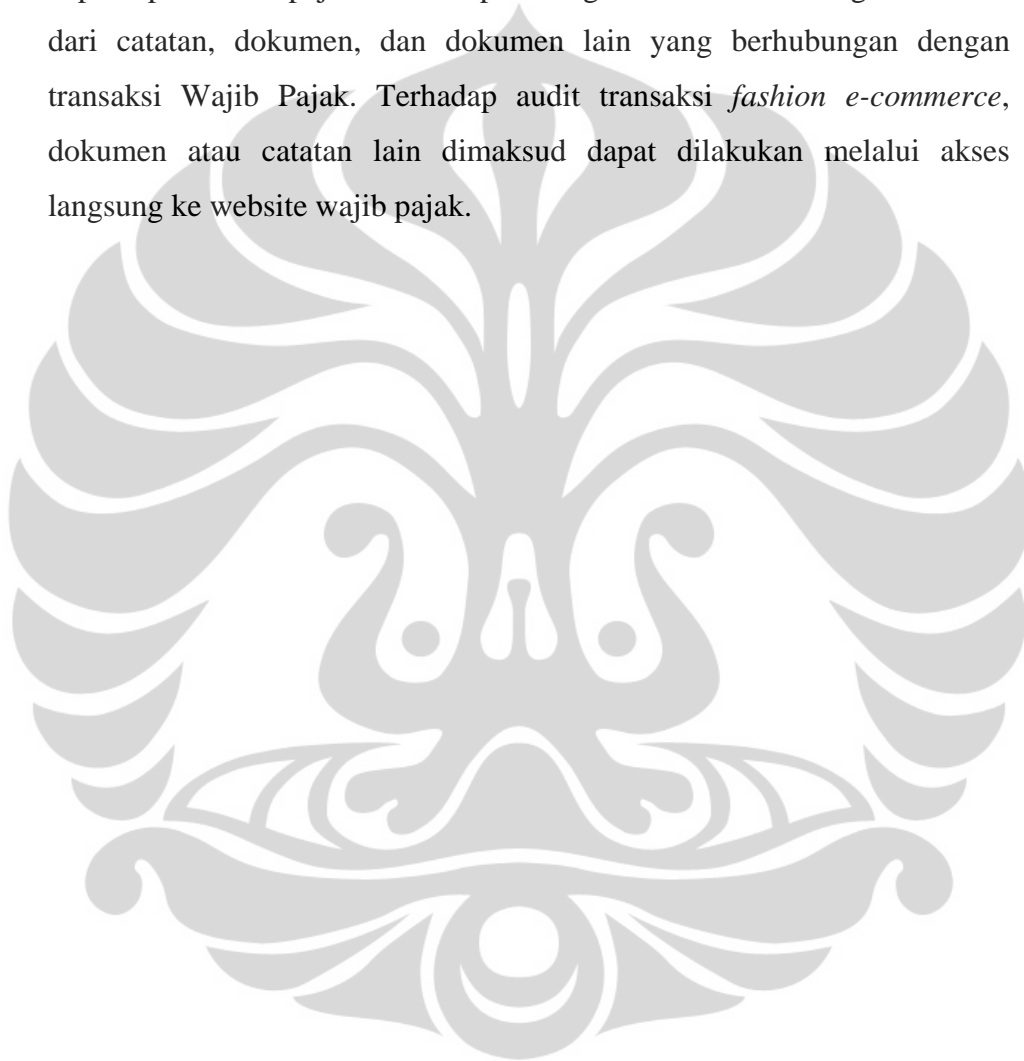 dari catatan, dokumen, dan dokumen lain yang berhubungan dengan
transaksi Wajib Pajak. Terhadap audit transaksi fashion e-commerce,
dokumen atau catatan lain dimaksud dapat dilakukan melalui akses
langsung ke website wajib pajak.